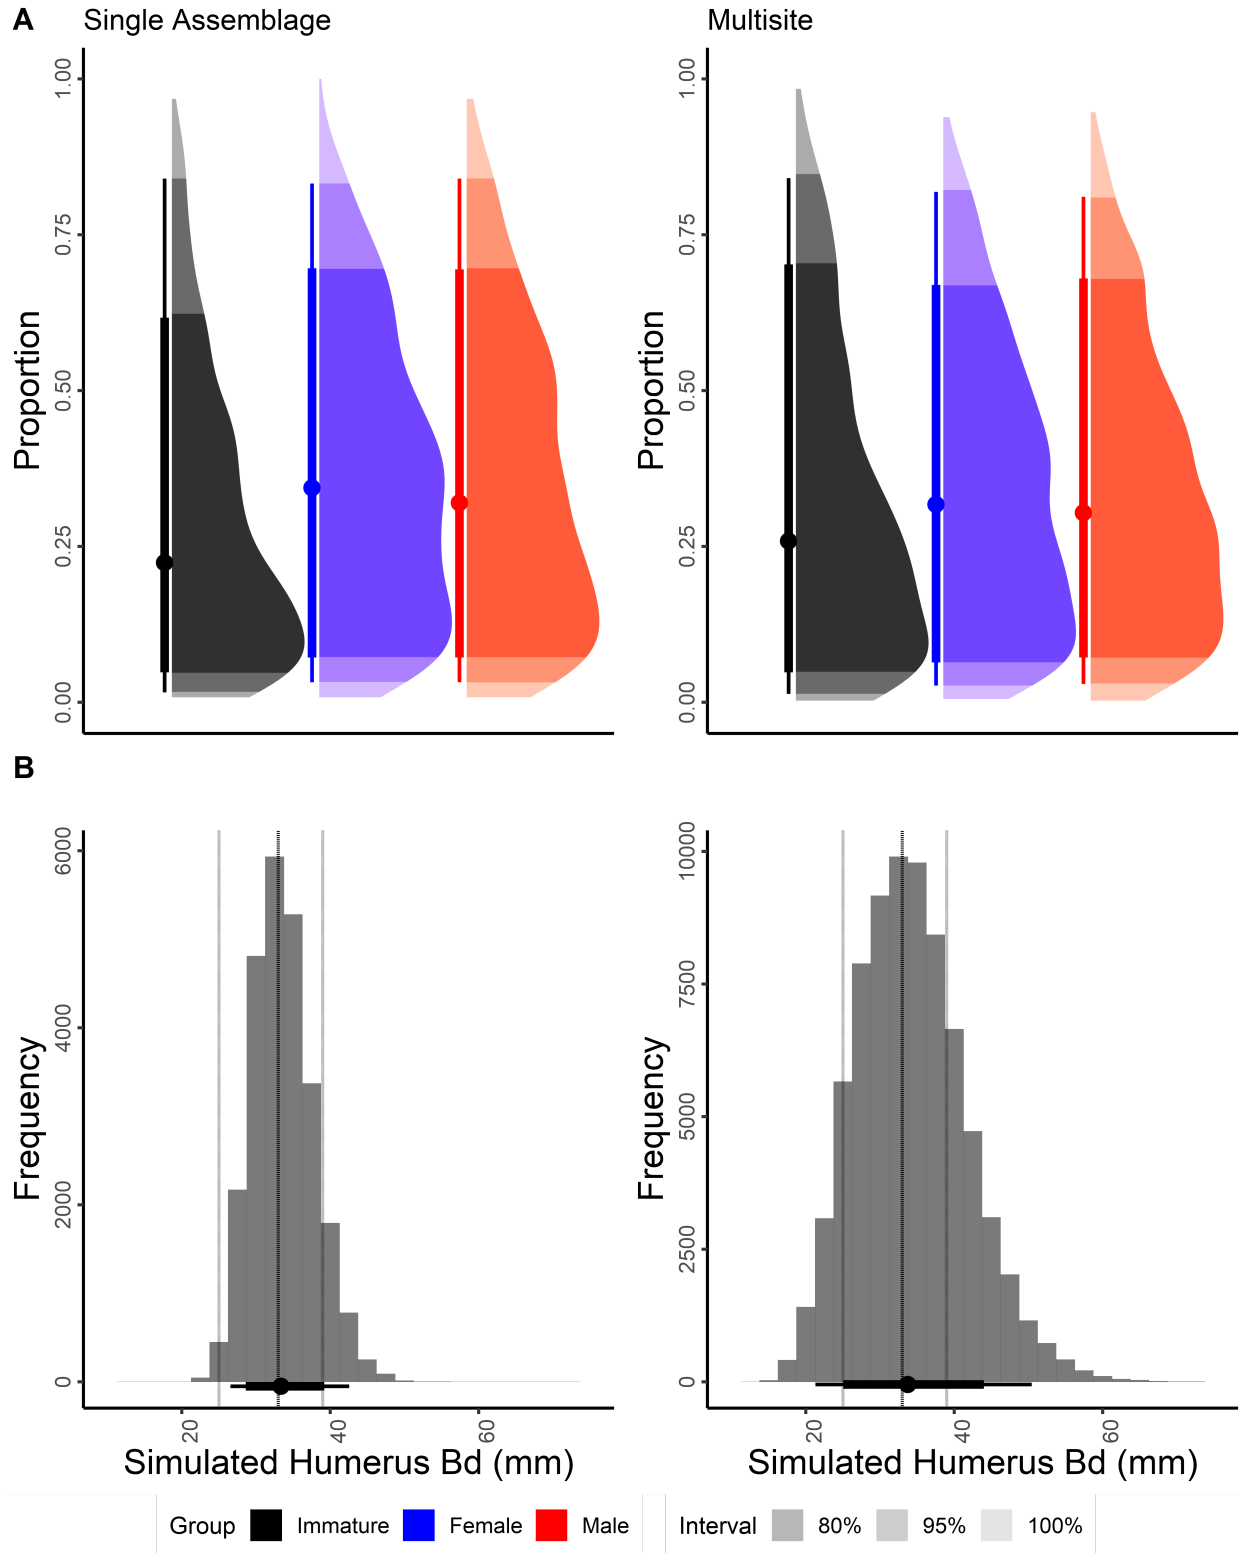 A
Single Assemblage
Multisite
Proportion
1.00
0.75
0.50
0.25
0.00
Proportion
1.00
0.75
0.50
0.25
0.00
B
Frequency
6000
4000
2000
0
20 40 60
Simulated Humerus Bd (mm)
Frequency
10000
7500
5000
2500
0
20 40 60
Simulated Humerus Bd (mm)
Group Immature Female Male
Interval 80% 95% 100%